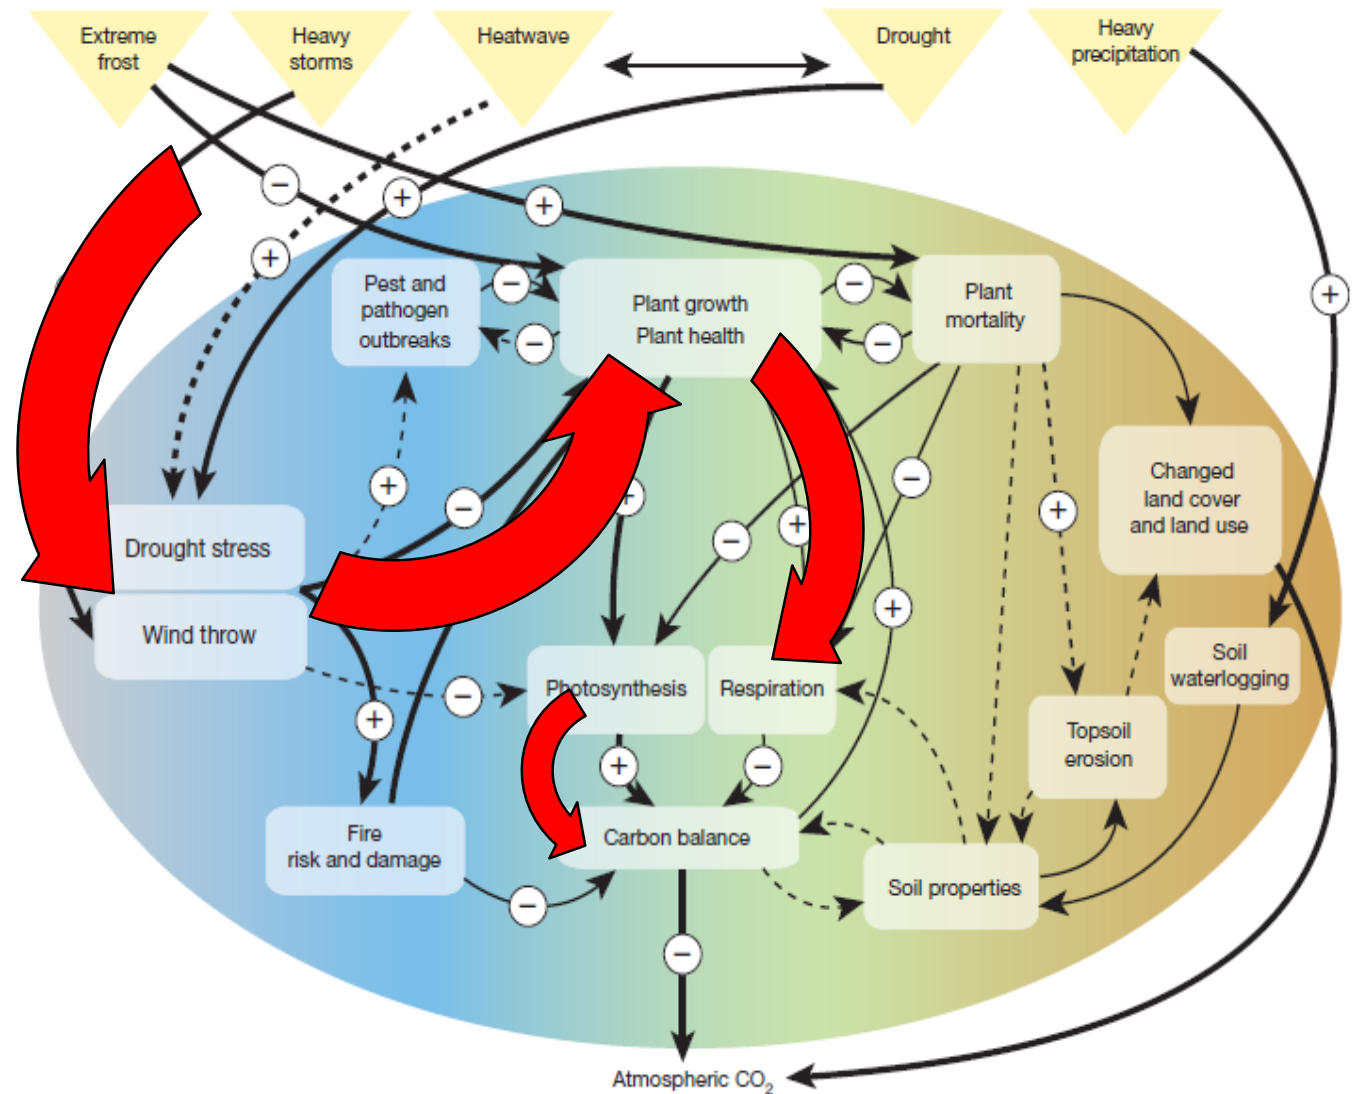 Extreme
frost
Heavy
storms
Heatwave
Drought
Heavy
precipitation
−
+
+
+
+
Pest and
pathogen
outbreaks
−
−
Plant growth
Plant health
−
−
Plant
mortality
Changed
land cover
and land use
+
−
+
−
+
−
+
+
Drought stress
Wind throw
−
+
Photosynthesis
Respiration
+
−
Soil
waterlogging
Topsoil
erosion
Fire
risk and damage
Carbon balance
−
Soil properties
−
Atmospheric CO₂